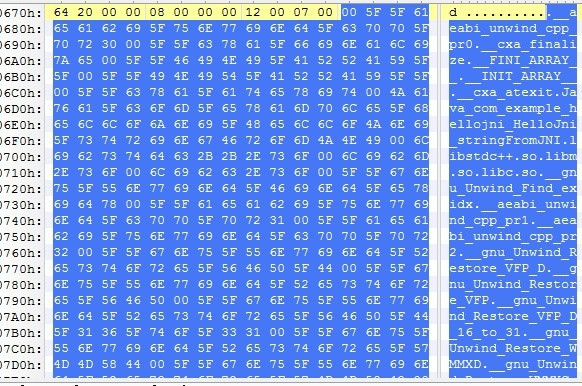 0670h: 64 20 00 00 08 00 00 00 12 00 07 00 00 5F 5F 61 d ...........__a
0680h: 65 61 62 69 5F 75 6E 77 69 6E 64 5F 63 70 70 5F eabi_unwind_cpp_
0690h: 70 72 30 00 5F 5F 63 78 61 5F 66 69 6E 61 6C 69 pr0.__cxa_finali
06A0h: 7A 65 00 5F 5F 46 49 4E 49 5F 41 52 52 41 59 5F ze.__FINI_ARRAY_
06B0h: 5F 00 5F 5F 49 4E 49 54 5F 41 52 52 41 59 5F 5F _.__INIT_ARRAY__
06C0h: 00 5F 5F 63 78 61 5F 61 74 65 78 69 74 00 4A 61 .__cxa_atexit.Ja
06D0h: 76 61 5F 63 6F 6D 5F 65 78 61 6D 70 6C 65 5F 68 va_com_example_h
06E0h: 65 6C 6C 6F 6A 6E 69 5F 48 65 6C 6C 6F 4A 6E 69 ellojni_HelloJni
06F0h: 5F 73 74 72 69 6E 67 46 72 6F 6D 4A 4E 49 00 6C _stringFromJNI.l
0700h: 69 62 73 74 64 63 2B 2B 2E 73 6F 00 6C 69 62 6D ibstdc++.so.libm
0710h: 2E 73 6F 00 6C 69 62 63 2E 73 6F 00 5F 5F 67 6E .so.libc.so.__gn
0720h: 75 5F 55 6E 77 69 6E 64 5F 46 69 6E 64 5F 65 78 u_Unwind_Find_ex
0730h: 69 64 78 00 5F 5F 61 65 61 62 69 5F 75 6E 77 69 idx.__aeabi_unwi
0740h: 6E 64 5F 63 70 70 5F 70 72 31 00 5F 5F 61 65 61 nd_cpp_pr1.__aea
0750h: 62 69 5F 75 6E 77 69 6E 64 5F 63 70 70 5F 70 72 bi_unwind_cpp_pr
0760h: 32 00 5F 5F 67 6E 75 5F 55 6E 77 69 6E 64 5F 52 2.__gnu_Unwind_R
0770h: 65 73 74 6F 72 65 5F 56 46 50 5F 44 00 5F 5F 67 estore_VFP_D.__g
0780h: 6E 75 5F 55 6E 77 69 6E 64 5F 52 65 73 74 6F 72 nu_Unwind_Restor
0790h: 65 5F 56 46 50 00 5F 5F 67 6E 75 5F 55 6E 77 69 e_VFP.__gnu_Unwi
07A0h: 6E 64 5F 52 65 73 74 6F 72 65 5F 56 46 50 5F 44 nd_Restore_VFP_D
07B0h: 5F 31 36 5F 74 6F 5F 33 31 00 5F 5F 67 6E 75 5F _16_to_31.__gnu_
07C0h: 55 6E 77 69 6E 64 5F 52 65 73 74 6F 72 65 5F 57 Unwind_Restore_W
07D0h: 4D 4D 58 44 00 5F 5F 67 6E 75 5F 55 6E 77 69 6E MMXD.__gnu_Unwin